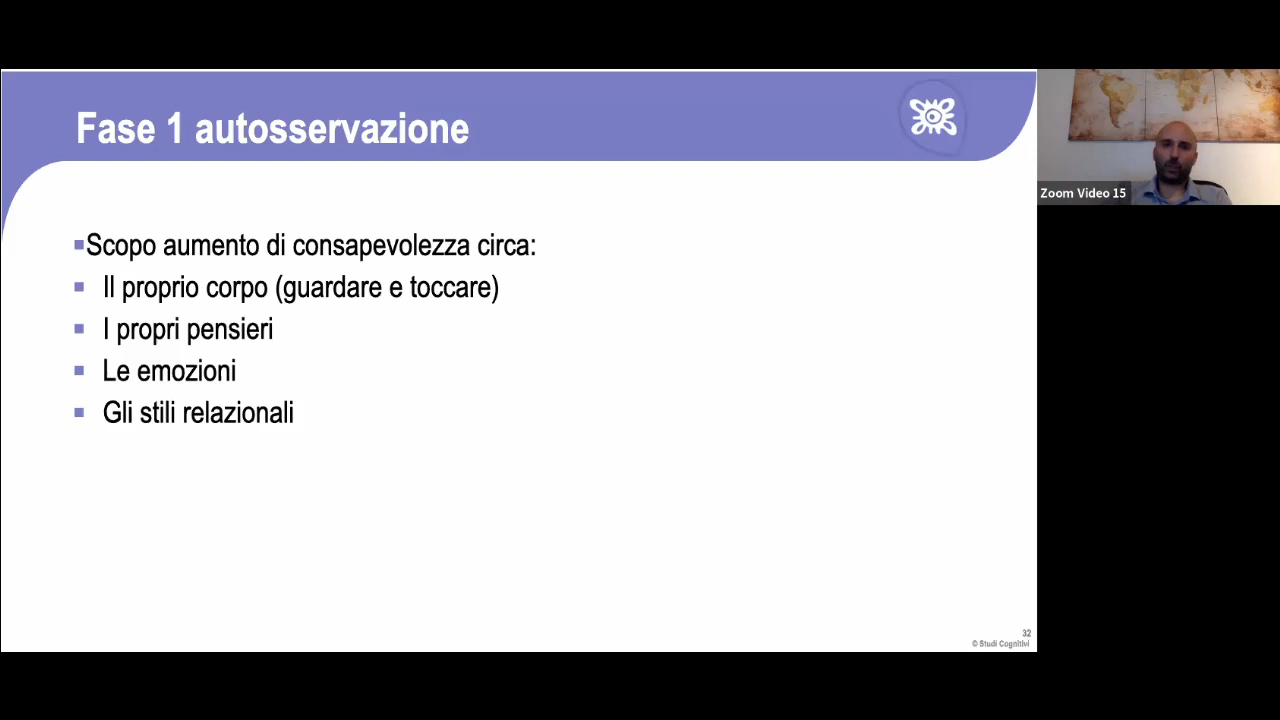 Fase 1 autosservazione
Scopo aumento di consapevolezza circa:
Il proprio corpo (guardare e toccare)
I propri pensieri
Le emozioni
Gli stili relazionali
32
© Studi Cognitivi
Zoom Video 15